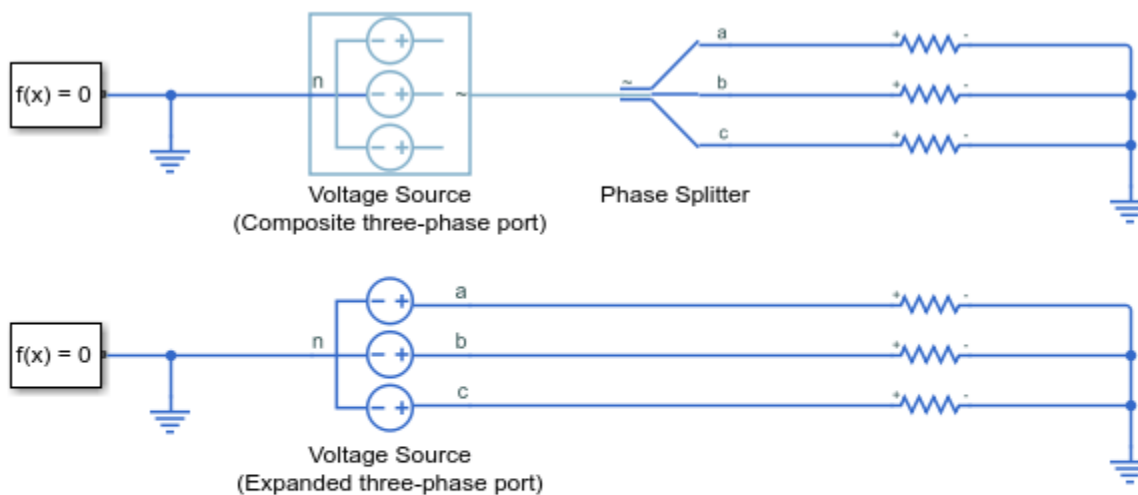 a
+ -
n
~
~
b
+ -
f(x) = 0
c
+ -
Voltage Source
(Composite three-phase port)
Phase Splitter
a
+ -
n
b
+ -
f(x) = 0
c
+ -
Voltage Source
(Expanded three-phase port)